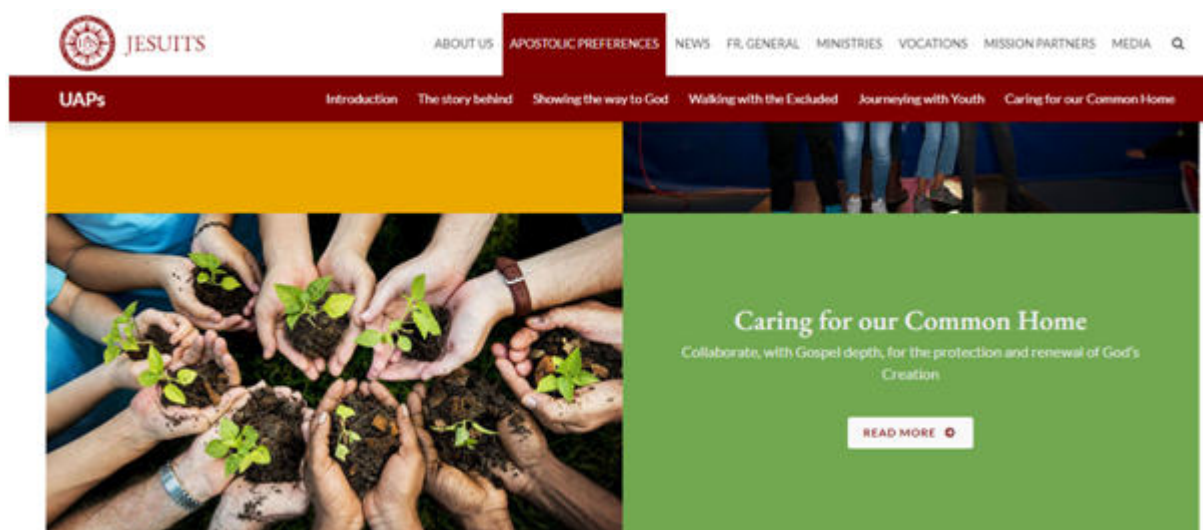 JESUITS
ABOUT US APOSTOLIC PREFERENCES NEWS FR. GENERAL MINISTRIES VOCATIONS MISSION PARTNERS MEDIA
UAPs Introduction The story behind Showing the way to God Walking with the Excluded Journeying with Youth Caring for our Common Home
Caring for our Common Home
Collaborate, with Gospel depth, for the protection and renewal of God's
Creation
READ MORE